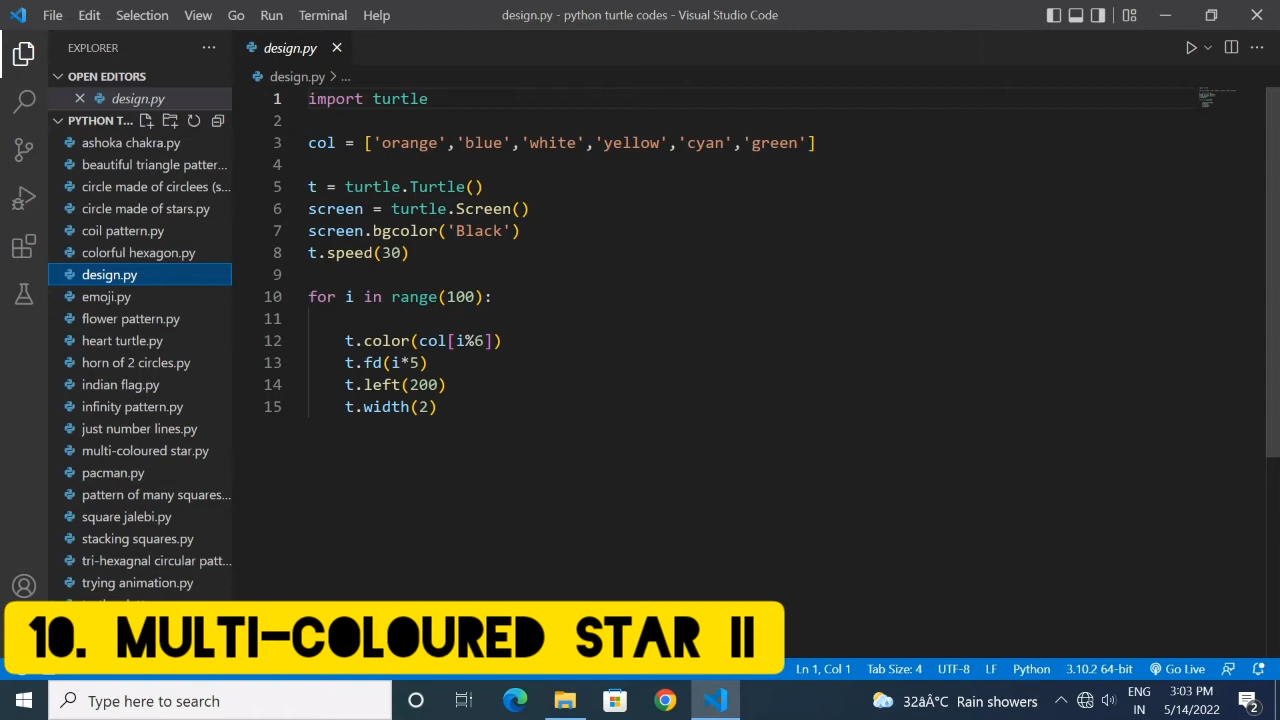 File Edit Selection View Go Run Terminal Help design.py - python turtle codes - Visual Studio Code
EXPLORER
OPEN EDITORS
design.py
PYTHON T...
ashoka chakra.py
beautiful triangle patter...
circle made of circlees (s...
circle made of stars.py
coil pattern.py
colorful hexagon.py
design.py
emoji.py
flower pattern.py
heart turtle.py
horn of 2 circles.py
indian flag.py
infinity pattern.py
just number lines.py
multi-coloured star.py
pacman.py
pattern of many squares...
square jalebi.py
stacking squares.py
tri-hexagnal circular patt...
trying animation.py
design.py
design.py > ...
1 import turtle
2
3 col = ['orange','blue','white','yellow','cyan','green']
4
5 t = turtle.Turtle()
6 screen = turtle.Screen()
7 screen.bgcolor('Black')
8 t.speed(30)
9
10 for i in range(100):
11
12 t.color(col[i%6])
13 t.fd(i*5)
14 t.left(200)
15 t.width(2)
10. MULTI-COLOURED STAR II
Ln 1, Col 1 Tab Size: 4 UTF-8 LF Python 3.10.2 64-bit Go Live
Type here to search
32Â°C Rain showers
ENG
IN
3:03 PM
5/14/2022
2